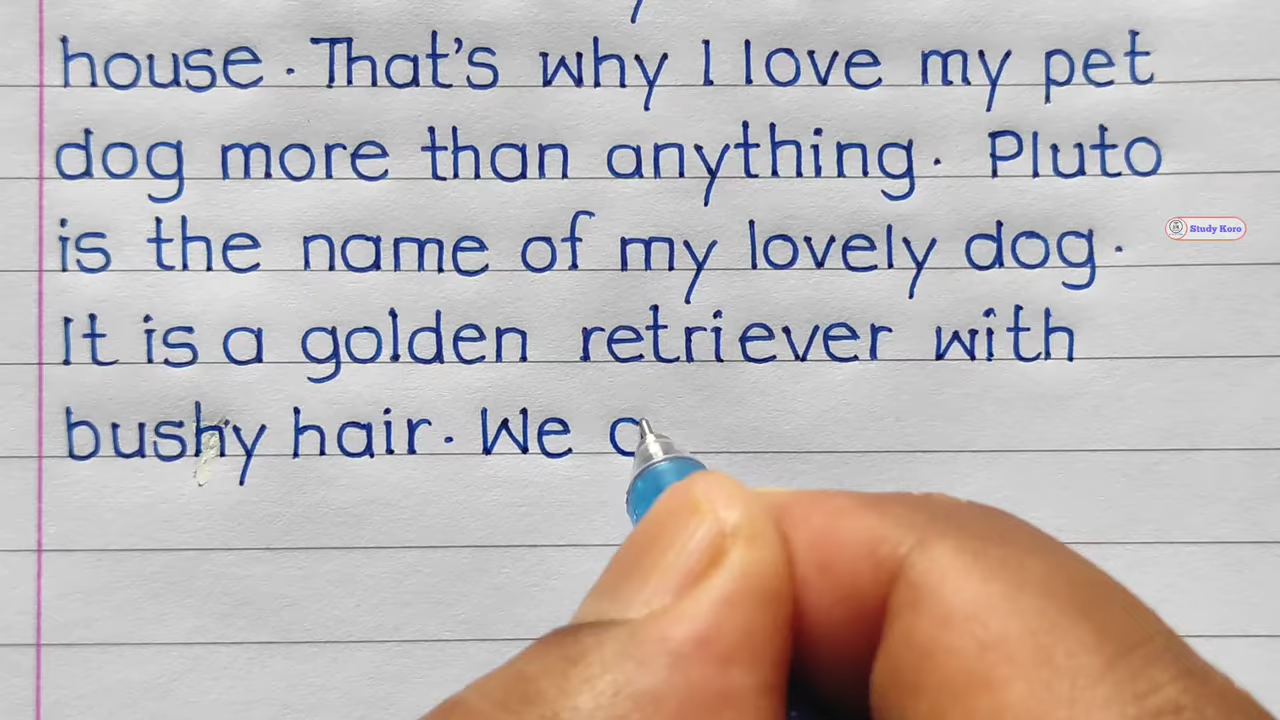 house. That's why I love my pet
dog more than anything. Pluto
is the name of my lovely dog.
Study Koro
It is a golden retriever with
bushy hair. We